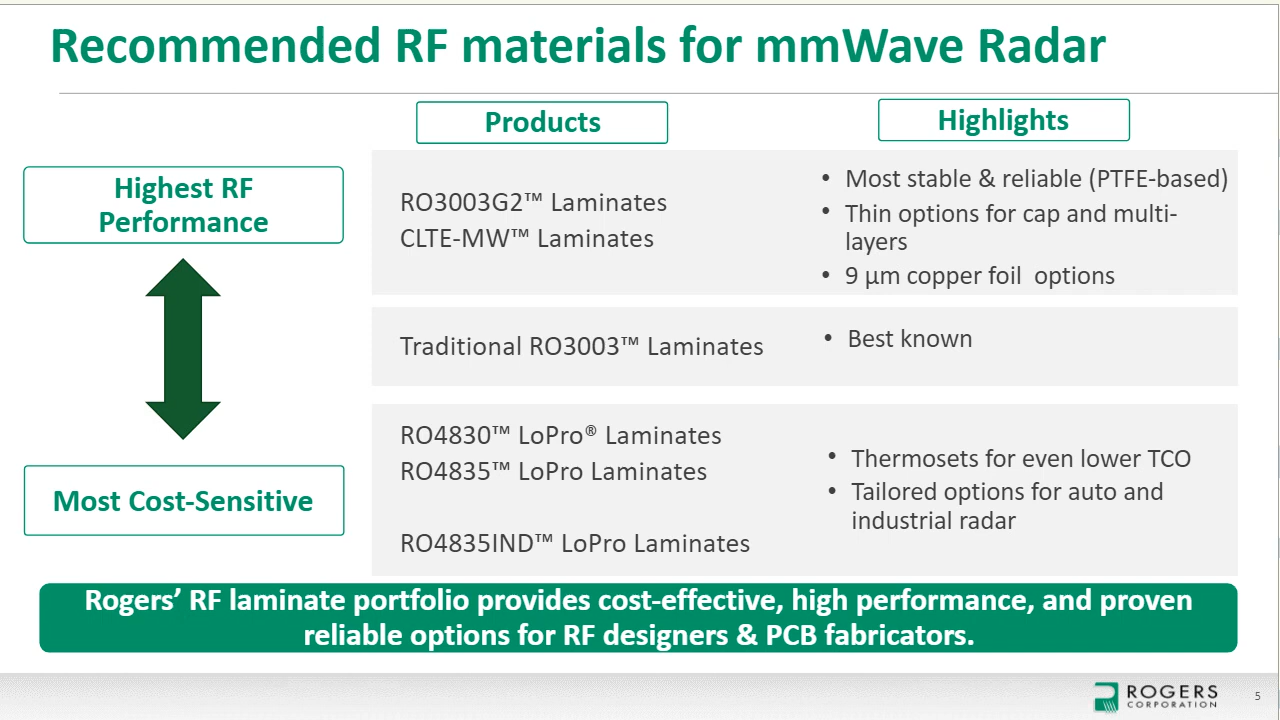 Recommended RF materials for mmWave Radar
Products
Highlights
Highest RF
Performance
RO3003G2™ Laminates
CLTE-MW™ Laminates
• Most stable & reliable (PTFE-based)
• Thin options for cap and multi-
layers
• 9 µm copper foil  options
Traditional RO3003™ Laminates
• Best known
Most Cost-Sensitive
RO4830™ LoPro® Laminates
RO4835™ LoPro Laminates
RO4835IND™ LoPro Laminates
• Thermosets for even lower TCO
• Tailored options for auto and
industrial radar
Rogers’ RF laminate portfolio provides cost-effective, high performance, and proven
reliable options for RF designers & PCB fabricators.
ROGERS
CORPORATION
5